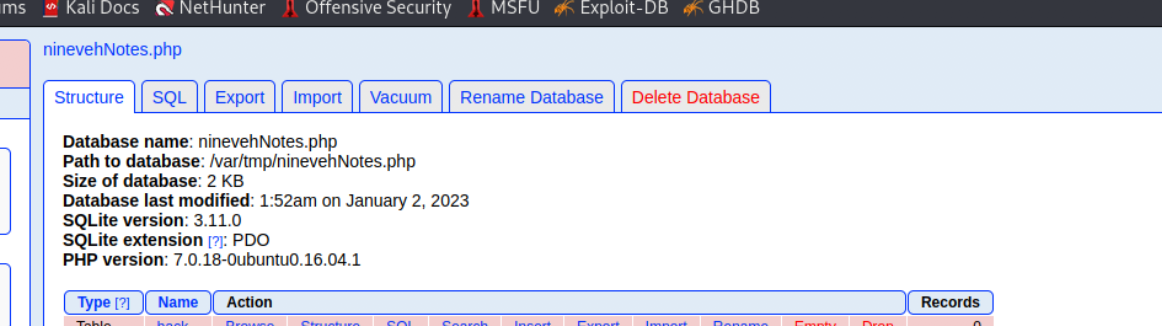 ms Kali Docs NetHunter Offensive Security MSFU Exploit-DB GHDB
ninevehNotes.php
Structure SQL Export Import Vacuum Rename Database Delete Database
Database name: ninevehNotes.php
Path to database: /var/tmp/ninevehNotes.php
Size of database: 2 KB
Database last modified: 1:52am on January 2, 2023
SQLite version: 3.11.0
SQLite extension [?]: PDO
PHP version: 7.0.18-0ubuntu0.16.04.1
Type [?] Name Action Records
Table hack Browse Structure SQL Search Insert Export Import Rename Empty Drop 0